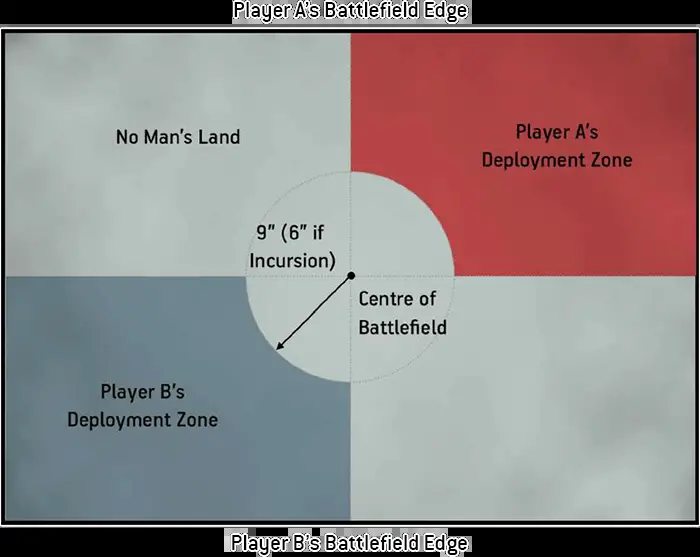 Player A's Battlefield Edge
No Man's Land
Player A's
Deployment Zone
9" (6" if
Incursion)
Centre of
Battlefield
Player B's
Deployment Zone
Player B's Battlefield Edge